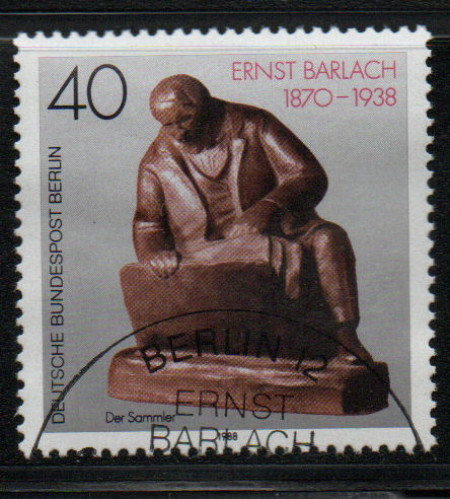 40
ERNST BARLACH
1870-1938
DEUTSCHE BUNDESPOST BERLIN
Der Sammler
1988
BERLIN 12
ERNST
BARLACH